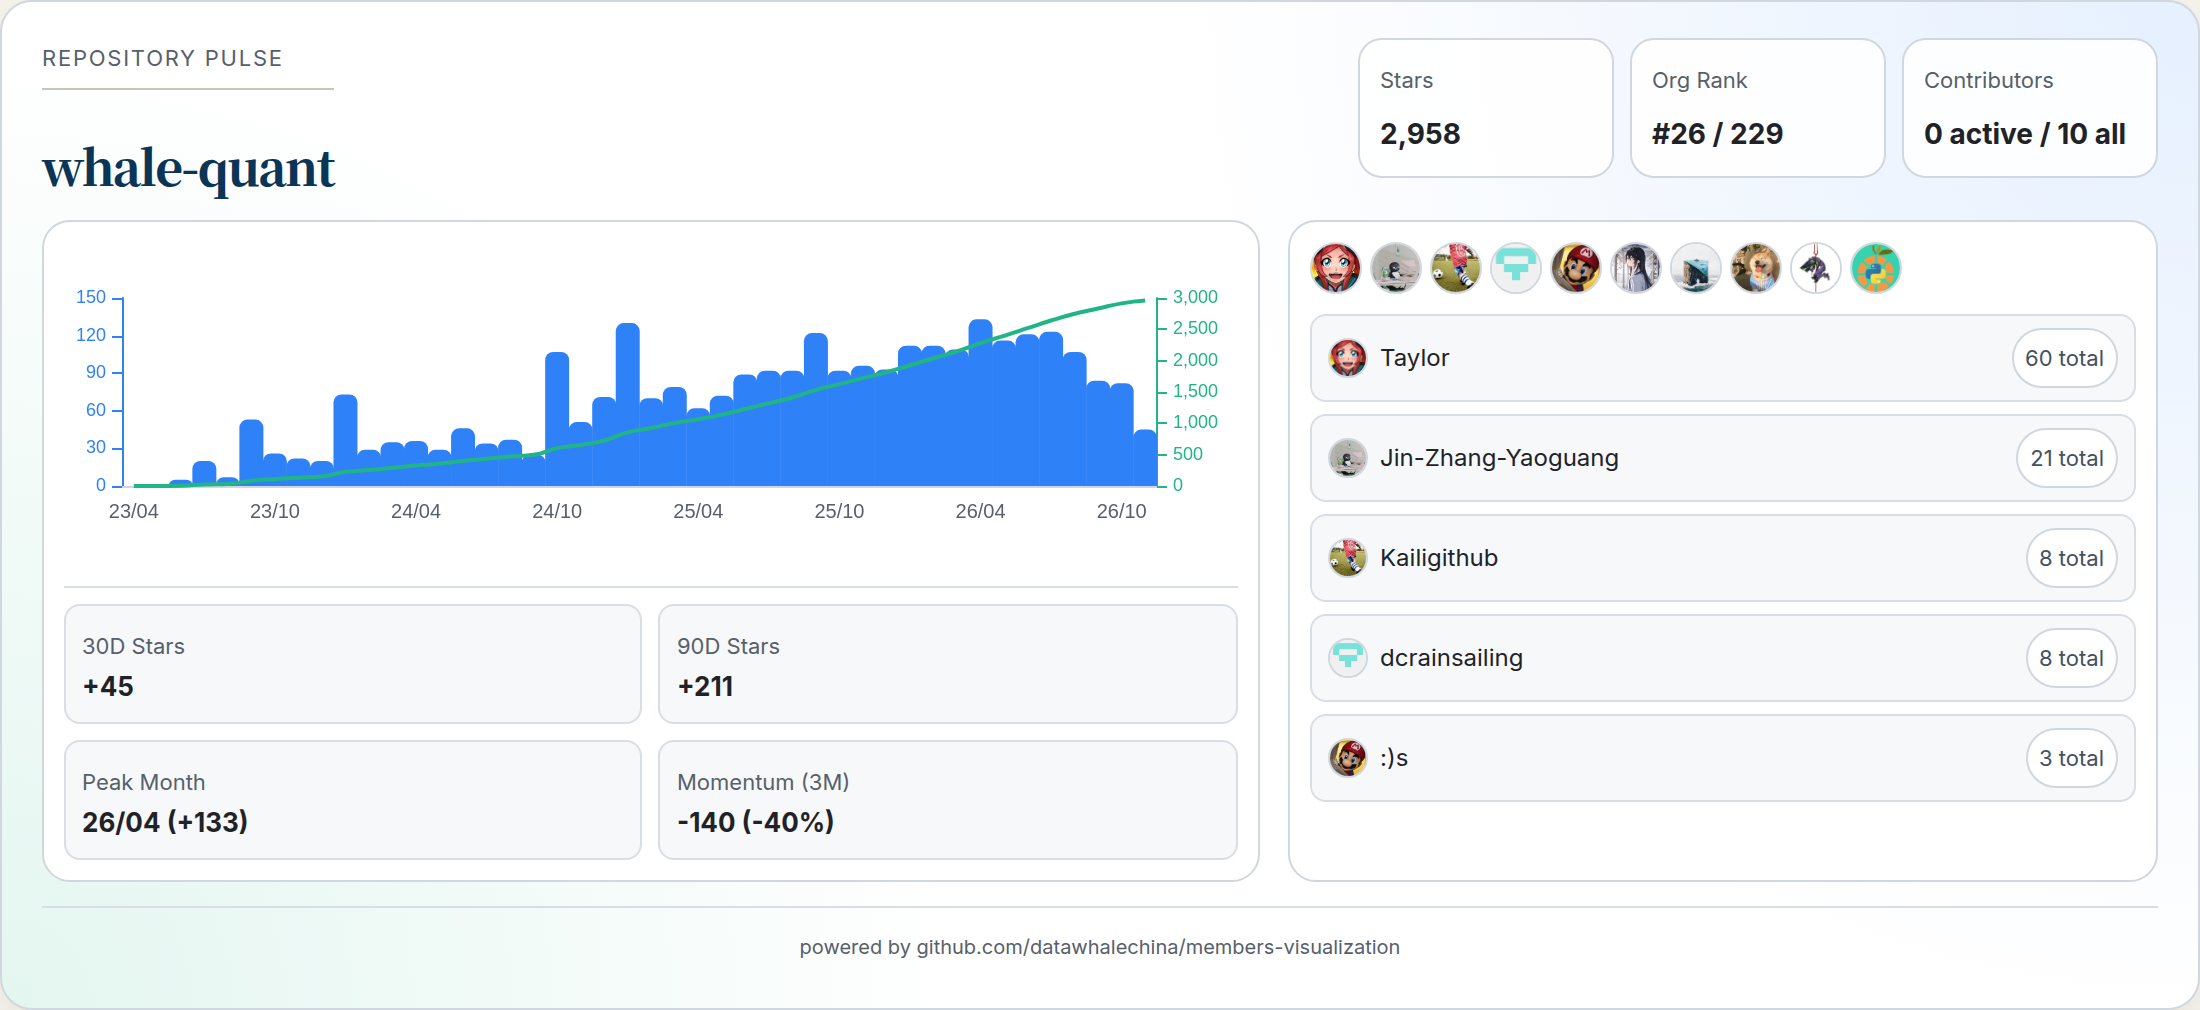 REPOSITORY PULSE
whale-quant
Stars
2,958
Org Rank
#26 / 229
Contributors
0 active / 10 all
150
120
90
60
30
0
3,000
2,500
2,000
1,500
1,000
500
0
23/04
23/10
24/04
24/10
25/04
25/10
26/04
26/10
30D Stars
+45
90D Stars
+211
Peak Month
26/04 (+133)
Momentum (3M)
-140 (-40%)
Taylor
60 total
Jin-Zhang-Yaoguang
21 total
Kailigithub
8 total
dcrainsailing
8 total
:)s
3 total
powered by github.com/datawhalechina/members-visualization